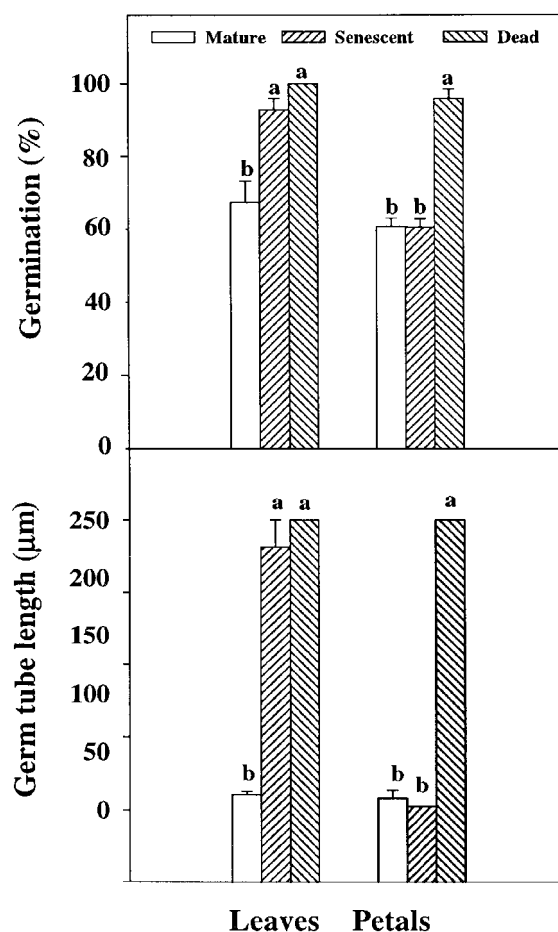 Mature Senescent Dead
Germination (%)
100
80
60
40
20
0
b a a b b a
Germ tube length (μm)
250
200
150
100
50
0
b a a b b a
Leaves Petals